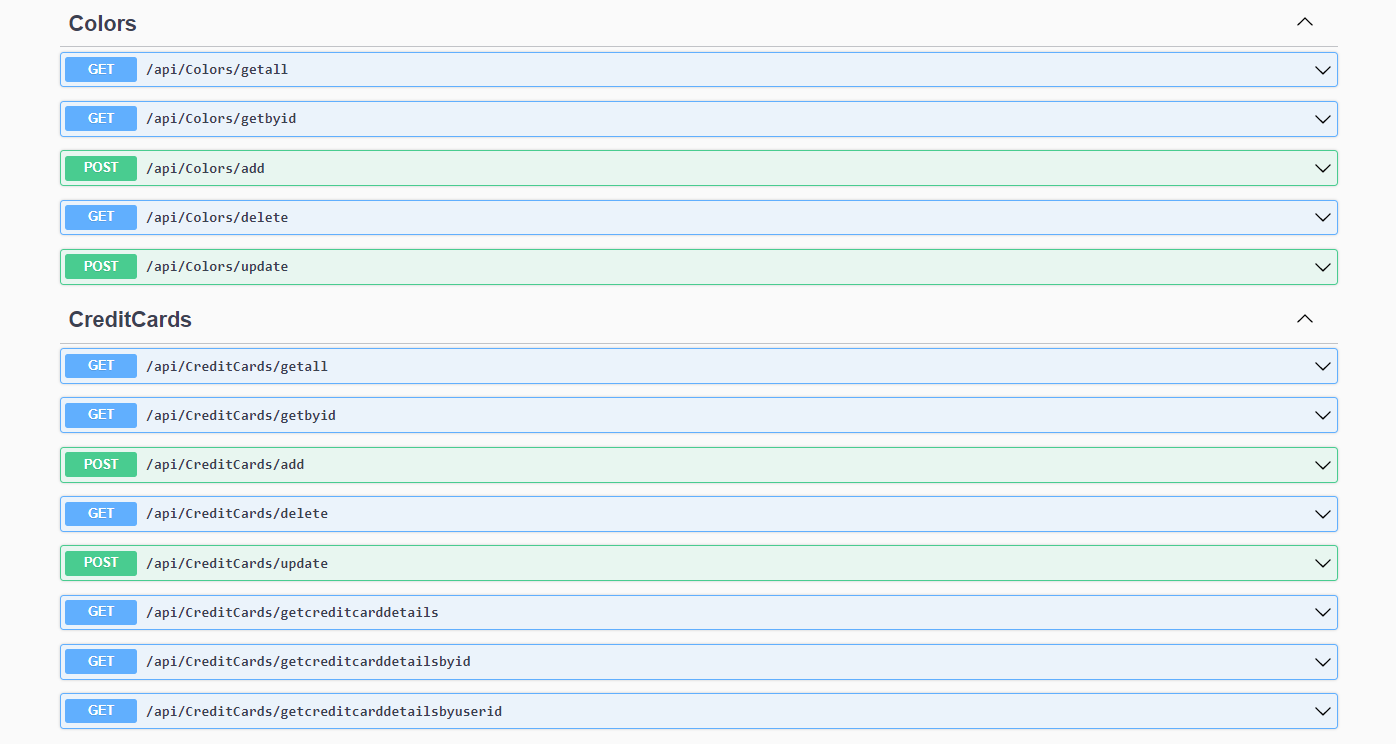 Colors
GET /api/Colors/getall
GET /api/Colors/getbyid
POST /api/Colors/add
GET /api/Colors/delete
POST /api/Colors/update
CreditCards
GET /api/CreditCards/getall
GET /api/CreditCards/getbyid
POST /api/CreditCards/add
GET /api/CreditCards/delete
POST /api/CreditCards/update
GET /api/CreditCards/getcreditcarddetails
GET /api/CreditCards/getcreditcarddetailsbyid
GET /api/CreditCards/getcreditcarddetailsbyuserid